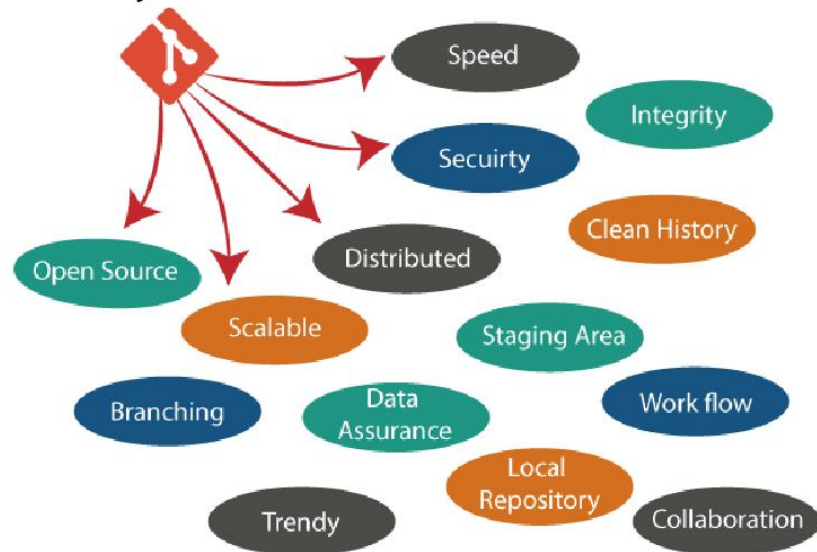 Speed
Integrity
Secuirty
Clean History
Open Source
Distributed
Scalable
Staging Area
Branching
Data
Assurance
Work flow
Local
Repository
Trendy
Collaboration